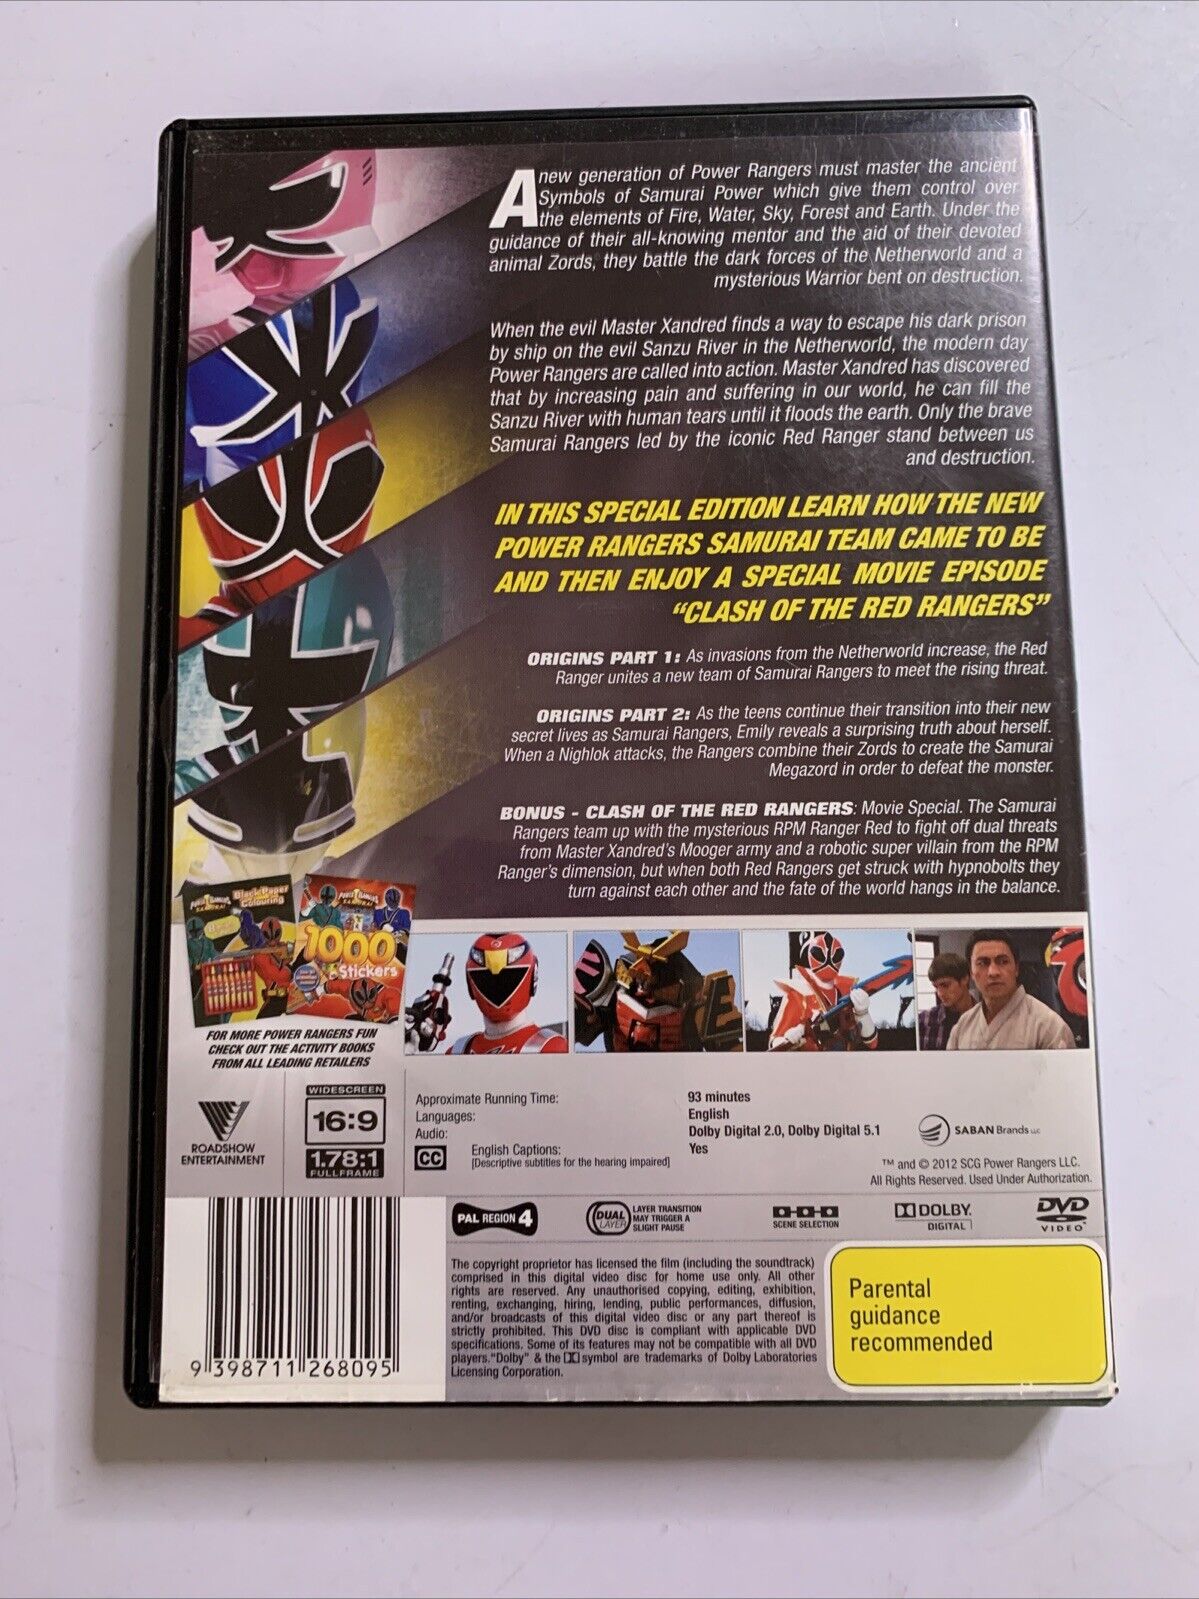 A new generation of Power Rangers must master the ancient
Symbols of Samurai Power which give them control over
the elements of Fire, Water, Sky, Forest and Earth. Under the
guidance of their all-knowing mentor and the aid of their devoted
animal Zords, they battle the dark forces of the Netherworld and a
mysterious Warrior bent on destruction.
When the evil Master Xandred finds a way to escape his dark prison
by ship on the evil Sanzu River in the Netherworld, the modern day
Power Rangers are called into action. Master Xandred has discovered
that by increasing pain and suffering in our world, he can fill the
Sanzu River with human tears until it floods the earth. Only the brave
Samurai Rangers led by the iconic Red Ranger stand between us
and destruction.
IN THIS SPECIAL EDITION LEARN HOW THE NEW
POWER RANGERS SAMURAI TEAM CAME TO BE
AND THEN ENJOY A SPECIAL MOVIE EPISODE
"CLASH OF THE RED RANGERS"
ORIGINS PART 1: As invasions from the Netherworld increase, the Red
Ranger unites a new team of Samurai Rangers to meet the rising threat.
ORIGINS PART 2: As the teens continue their transition into their new
secret lives as Samurai Rangers, Emily reveals a surprising truth about herself.
When a Nighlok attacks, the Rangers combine their Zords to create the Samurai
Megazord in order to defeat the monster.
BONUS - CLASH OF THE RED RANGERS: Movie Special. The Samurai
Rangers team up with the mysterious RPM Ranger Red to fight off dual threats
from Master Xandred's Mooger army and a robotic super villain from the RPM
Ranger's dimension, but when both Red Rangers get struck with hypnobolts they
turn against each other and the fate of the world hangs in the balance.
POWER RANGERS
SAMURAI
Black Paper
Colouring
POWER RANGERS
SAMURAI
1000
Stickers
FOR MORE POWER RANGERS FUN
CHECK OUT THE ACTIVITY BOOKS
FROM ALL LEADING RETAILERS
ROADSHOW
ENTERTAINMENT
WIDESCREEN
16:9
1.78:1
FULLFRAME
Approximate Running Time: 93 minutes
Languages: English
Audio: Dolby Digital 2.0, Dolby Digital 5.1
CC English Captions: Yes
[Descriptive subtitles for the hearing impaired]
SABAN Brands LLC
™ and © 2012 SCG Power Rangers LLC.
All Rights Reserved. Used Under Authorization.
PAL REGION 4
DUAL LAYER
LAYER TRANSITION
MAY TRIGGER A
SLIGHT PAUSE
SCENE SELECTION
DOLBY
DIGITAL
DVD
VIDEO
The copyright proprietor has licensed the film (including the soundtrack)
comprised in this digital video disc for home use only. All other
rights are reserved. Any unauthorised copying, editing, exhibition,
renting, exchanging, hiring, lending, public performances, diffusion,
and/or broadcasts of this digital video disc or any part thereof is
strictly prohibited. This DVD disc is compliant with applicable DVD
specifications. Some of its features may not be compatible with all DVD
players."Dolby" & the symbol are trademarks of Dolby Laboratories
Licensing Corporation.
Parental
guidance
recommended
9 398711 268095